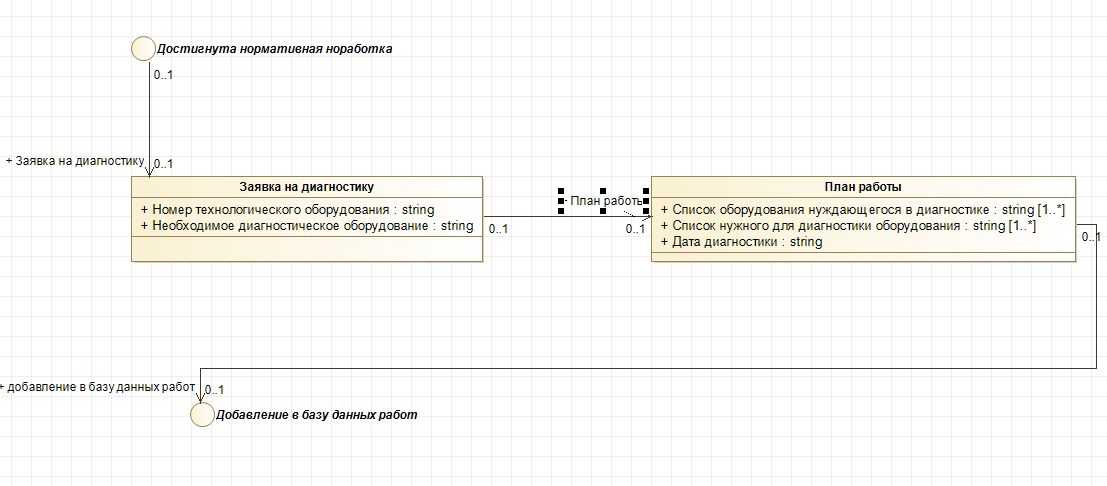 Достигнута нормативная норaботка
0..1
+ Заявка на диагностику
0..1
Заявка на диагностику
+ Номер технологического оборудования : string
+ Необходимое диагностическое оборудование : string
0..1
- План работы
0..1
План работы
+ Список оборудования нуждающегося в диагностике : string [1..*]
+ Список нужного для диагностики оборудования : string [1..*]
+ Дата диагностики : string
0..1
+ добавление в базу данных работ
0..1
Добавление в базу данных работ